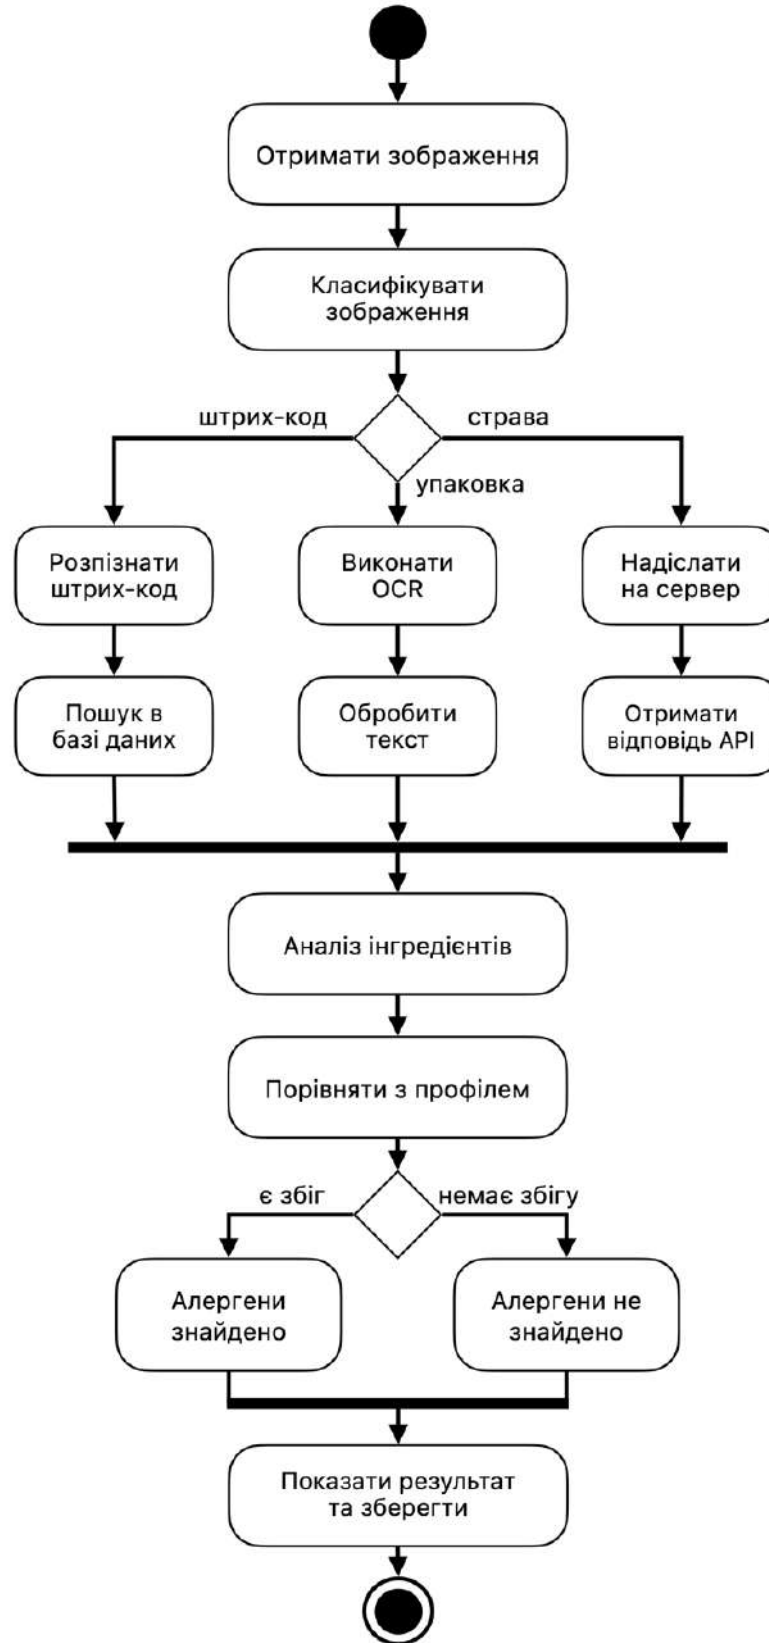 Отримати зображення
Класифікувати
зображення
штрих-код
страва
упаковка
Розпізнати
штрих-код
Виконати
OCR
Надіслати
на сервер
Пошук в
базі даних
Обробити
текст
Отримати
відповідь API
Аналіз інгредієнтів
Порівняти з профілем
є збіг
немає збігу
Алергени
знайдено
Алергени не
знайдено
Показати результат
та зберегти